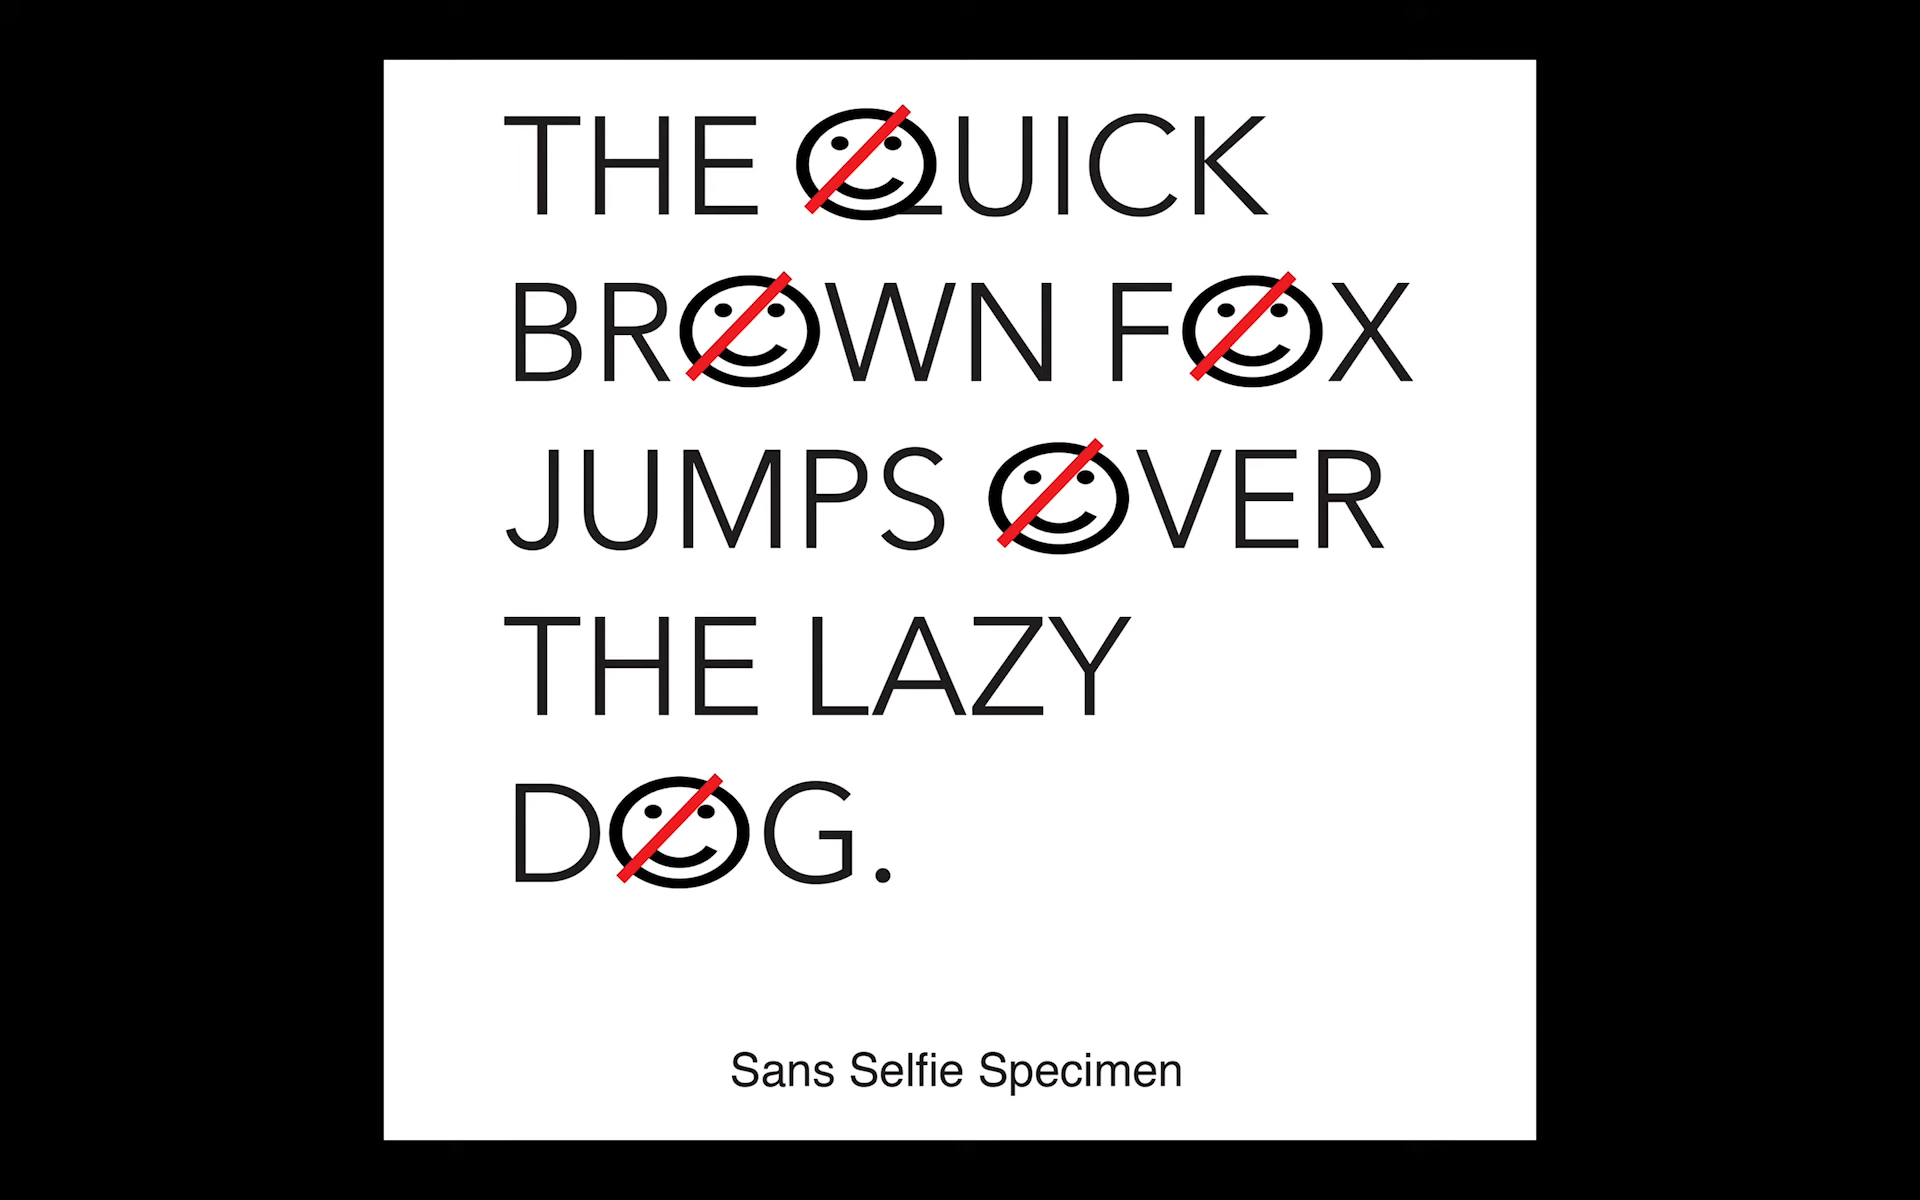 THE QUICK
BROWN FOX
JUMPS OVER
THE LAZY
DOG.
Sans Selfie Specimen